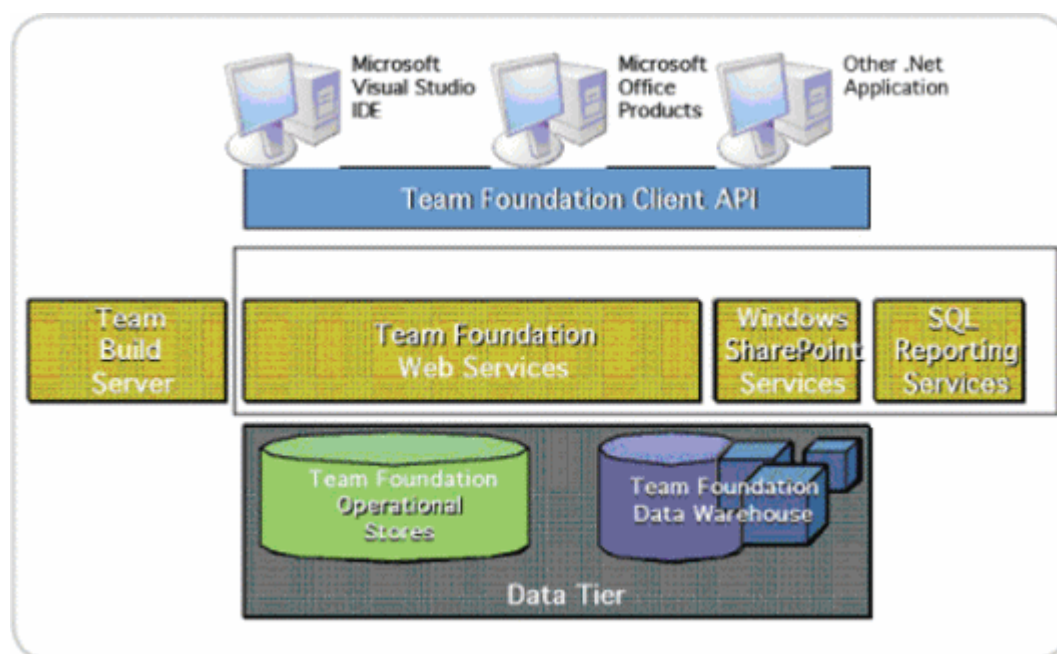 Microsoft
Visual Studio
IDE
Microsoft
Office
Products
Other .Net
Application
Team Foundation Client API
Team
Build
Server
Team Foundation
Web Services
Windows
SharePoint
Services
SQL
Reporting
Services
Team Foundation
Operational
Stores
Team Foundation
Data Warehouse
Data Tier